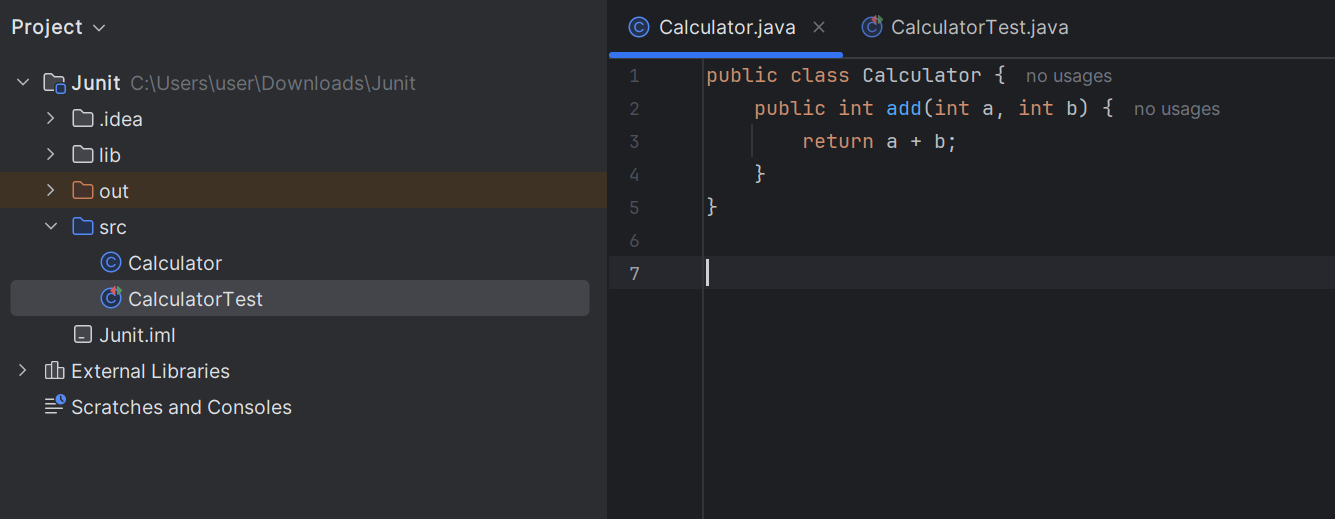 Project
Junit C:\Users\user\Downloads\Junit
.idea
lib
out
src
Calculator
CalculatorTest
Junit.iml
External Libraries
Scratches and Consoles
Calculator.java CalculatorTest.java
1 public class Calculator { no usages
2 public int add(int a, int b) { no usages
3 return a + b;
4 }
5 }
6
7